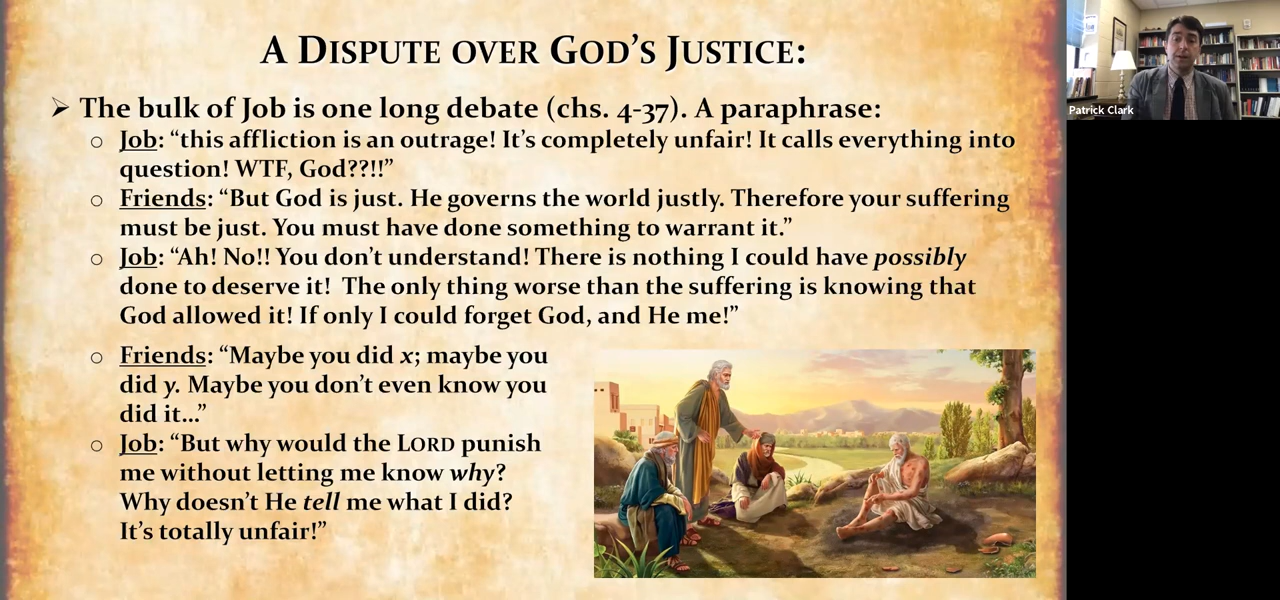 A DISPUTE OVER GOD'S JUSTICE:
➢ The bulk of Job is one long debate (chs. 4-37). A paraphrase:
o Job: “this affliction is an outrage! It’s completely unfair! It calls everything into
question! WTF, God??!!”
o Friends: “But God is just. He governs the world justly. Therefore your suffering
must be just. You must have done something to warrant it.”
o Job: “Ah! No!! You don’t understand! There is nothing I could have possibly
done to deserve it! The only thing worse than the suffering is knowing that
God allowed it! If only I could forget God, and He me!”
o Friends: “Maybe you did x; maybe you
did y. Maybe you don’t even know you
did it…”
o Job: “But why would the LORD punish
me without letting me know why?
Why doesn’t He tell me what I did?
It’s totally unfair!”
Patrick Clark